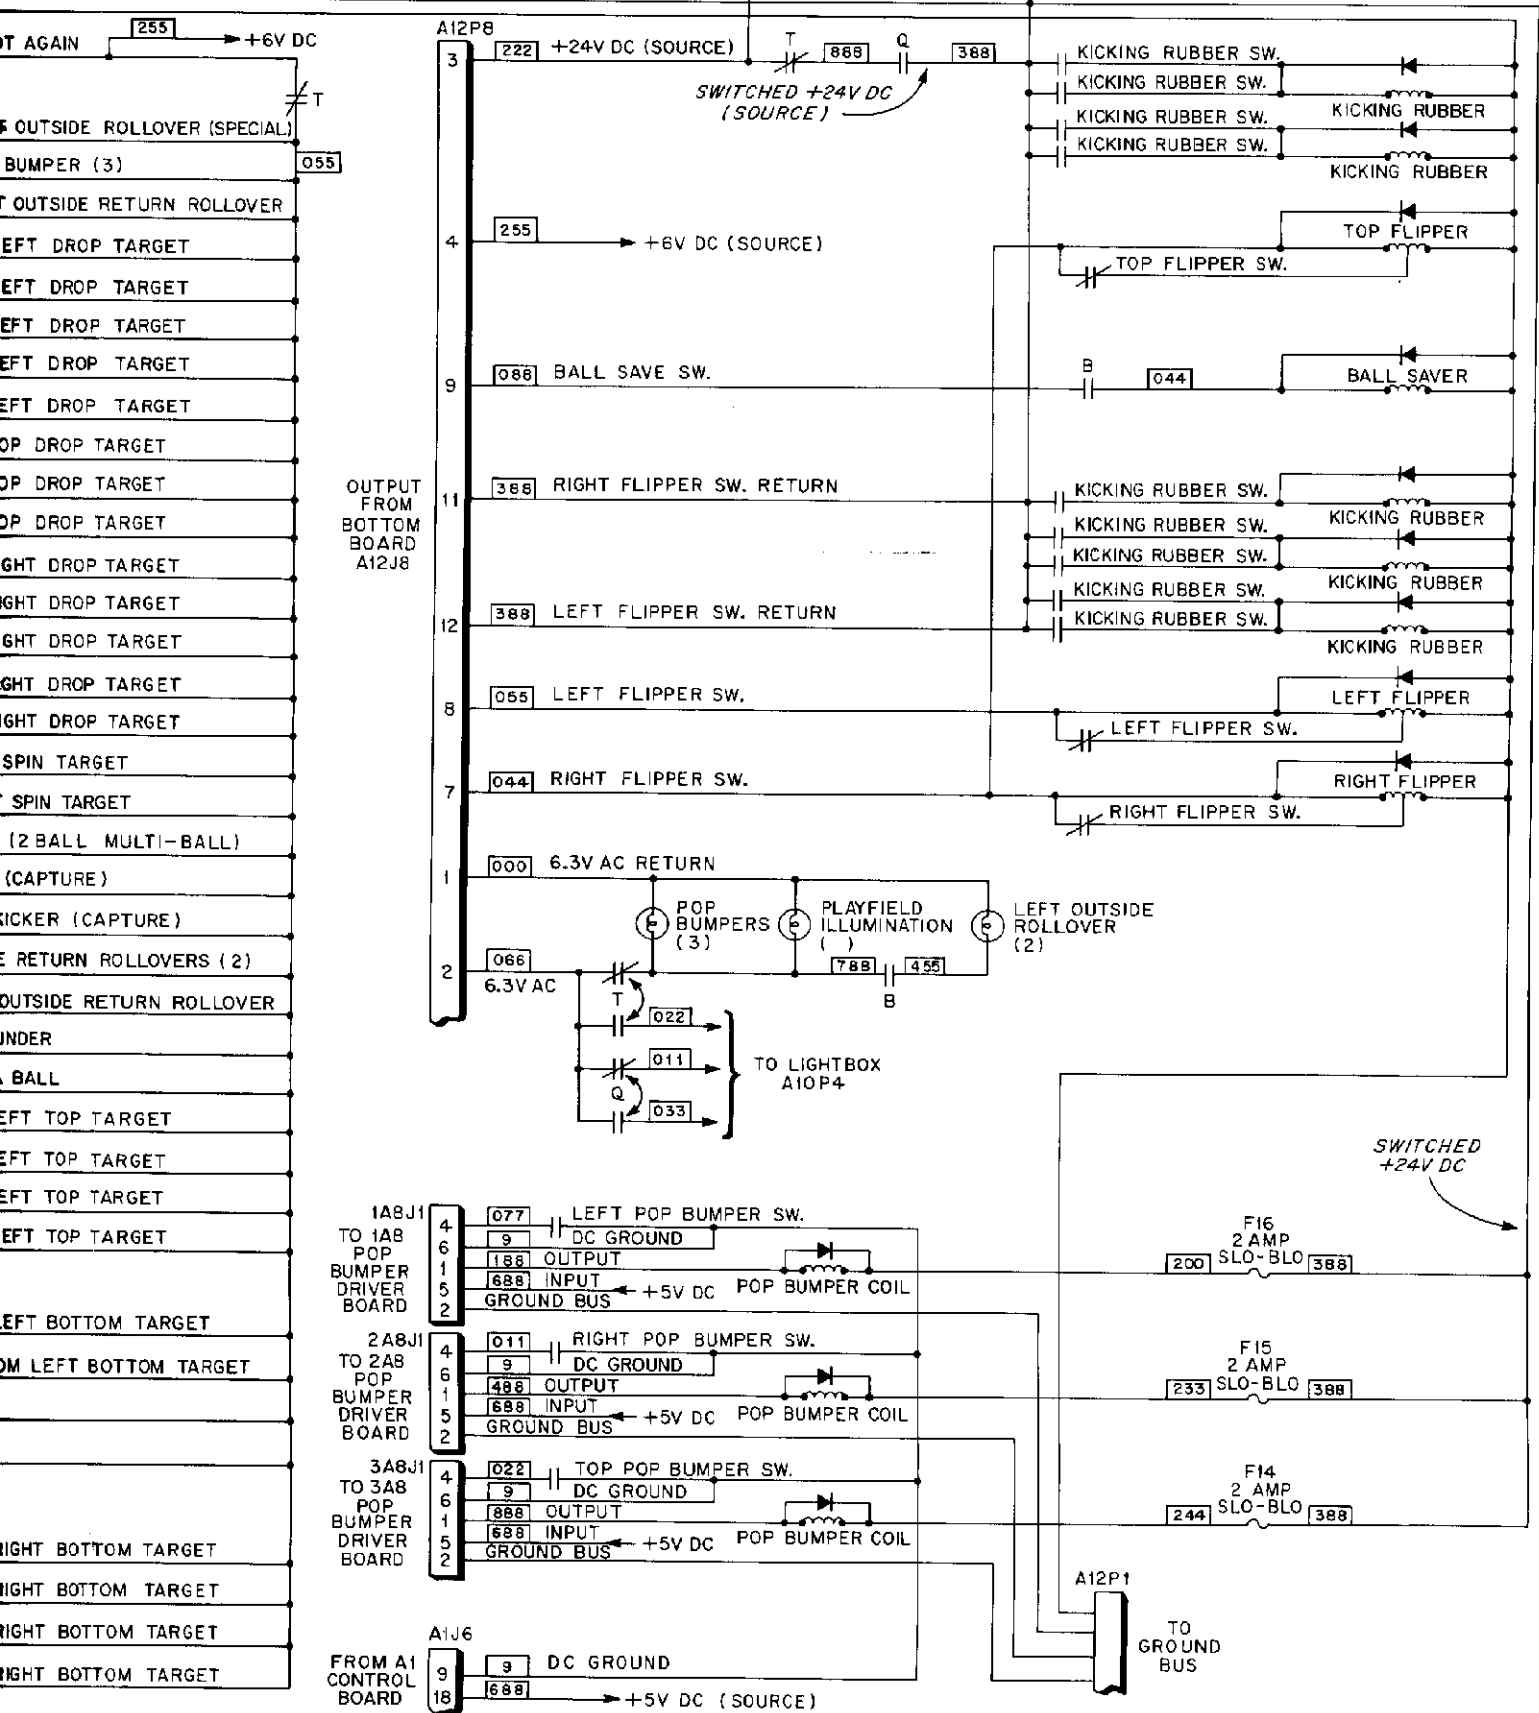 255
+6V DC
OT AGAIN
T
OUTSIDE ROLLOVER (SPECIAL)
055
BUMPER (3)
T OUTSIDE RETURN ROLLOVER
EFT DROP TARGET
EFT DROP TARGET
EFT DROP TARGET
EFT DROP TARGET
EFT DROP TARGET
OP DROP TARGET
OP DROP TARGET
OP DROP TARGET
GHT DROP TARGET
IGHT DROP TARGET
GHT DROP TARGET
GHT DROP TARGET
IGHT DROP TARGET
SPIN TARGET
T SPIN TARGET
(2 BALL MULTI-BALL)
(CAPTURE)
KICKER (CAPTURE)
E RETURN ROLLOVERS (2)
OUTSIDE RETURN ROLLOVER
UNDER
A BALL
EFT TOP TARGET
EFT TOP TARGET
EFT TOP TARGET
EFT TOP TARGET
LEFT BOTTOM TARGET
OM LEFT BOTTOM TARGET
RIGHT BOTTOM TARGET
RIGHT BOTTOM TARGET
RIGHT BOTTOM TARGET
IGHT BOTTOM TARGET
A12P8
OUTPUT
FROM
BOTTOM
BOARD
A12J8
3 222 +24V DC (SOURCE) T 888 Q 388
SWITCHED +24V DC
(SOURCE)
KICKING RUBBER SW.
KICKING RUBBER SW.
KICKING RUBBER
KICKING RUBBER SW.
KICKING RUBBER SW.
KICKING RUBBER
4 255 +6V DC (SOURCE)
TOP FLIPPER
TOP FLIPPER SW.
9 088 BALL SAVE SW. B 044 BALL SAVER
11 388 RIGHT FLIPPER SW. RETURN
KICKING RUBBER SW.
KICKING RUBBER
KICKING RUBBER SW.
KICKING RUBBER SW.
KICKING RUBBER
12 388 LEFT FLIPPER SW. RETURN
KICKING RUBBER SW.
KICKING RUBBER SW.
KICKING RUBBER
8 055 LEFT FLIPPER SW. LEFT FLIPPER
LEFT FLIPPER SW.
7 044 RIGHT FLIPPER SW. RIGHT FLIPPER
RIGHT FLIPPER SW.
1 000 6.3V AC RETURN
POP
BUMPERS
(3)
PLAYFIELD
ILLUMINATION
( )
LEFT OUTSIDE
ROLLOVER
(2)
2 066
6.3V AC
788 B 455
T
022
011
Q
033
TO LIGHTBOX
A10P4
SWITCHED
+24V DC
1A8J1
TO 1A8
POP
BUMPER
DRIVER
BOARD
4 077 LEFT POP BUMPER SW.
6 9 DC GROUND
1 188 OUTPUT
5 688 INPUT +5V DC
2 GROUND BUS
POP BUMPER COIL
F16
2 AMP
200 SLO-BLO 388
2A8J1
TO 2A8
POP
BUMPER
DRIVER
BOARD
4 011 RIGHT POP BUMPER SW.
6 9 DC GROUND
1 488 OUTPUT
5 688 INPUT +5V DC
2 GROUND BUS
POP BUMPER COIL
F15
2 AMP
233 SLO-BLO 388
3A8J1
TO 3A8
POP
BUMPER
DRIVER
BOARD
4 022 TOP POP BUMPER SW.
6 9 DC GROUND
1 888 OUTPUT
5 688 INPUT +5V DC
2 GROUND BUS
POP BUMPER COIL
F14
2 AMP
244 SLO-BLO 388
A12P1
TO
GROUND
BUS
A1J6
FROM A1
CONTROL
BOARD
9 9 DC GROUND
18 688 +5V DC (SOURCE)